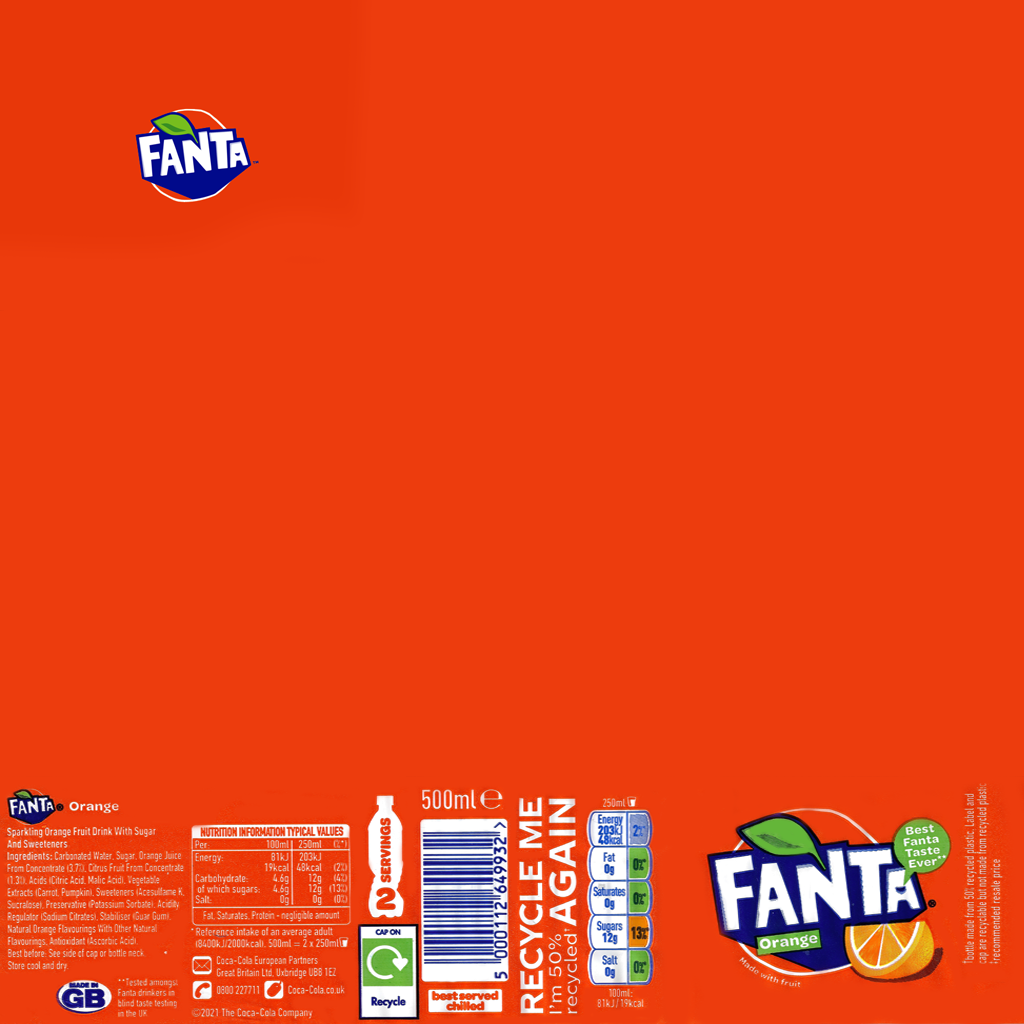 FANTA™
FANTA® Orange
Sparkling Orange Fruit Drink With Sugar
And Sweeteners
Ingredients: Carbonated Water, Sugar, Orange Juice
From Concentrate (3.7%), Citrus Fruit From Concentrate
(1.3%), Acids (Citric Acid, Malic Acid), Vegetable
Extracts (Carrot, Pumpkin), Sweeteners (Acesulfame K,
Sucralose), Preservative (Potassium Sorbate), Acidity
Regulator (Sodium Citrates), Stabiliser (Guar Gum),
Natural Orange Flavourings With Other Natural
Flavourings, Antioxidant (Ascorbic Acid).
Best before: See side of cap or bottle neck.
Store cool and dry.
MADE IN
GB
**Tested amongst
Fanta drinkers in
blind taste testing
in the UK
NUTRITION INFORMATION TYPICAL VALUES
Per 100ml 250ml (%*)
Energy: 81kJ 203kJ
19kcal 48kcal (2%)
Carbohydrate: 4.6g 12g (4%)
of which sugars: 4.6g 12g (13%)
Salt: 0g 0g (0%)
Fat, Saturates, Protein - negligible amount
* Reference intake of an average adult
(8400kJ/2000kcal), 500ml = 2 x 250ml
Coca-Cola European Partners
Great Britain Ltd, Uxbridge UB8 1EZ
0800 227711 Coca-Cola.co.uk
©2021 The Coca-Cola Company
2 SERVINGS
CAP ON
Recycle
500ml e
5 000112 649932 >
best served
chilled
RECYCLE ME
I'm 50% AGAIN
recycled†
250ml
Energy
203kJ
48kcal 2%*
Fat
0g 0%*
Saturates
0g 0%*
Sugars
12g 13%*
Salt
0g 0%*
100ml:
81kJ/19kcal
FANTA®
Orange
Best
Fanta
Taste
Ever**
Made with fruit
†bottle made from 50% recycled plastic. Label and
cap are recyclable but not made from recycled plastic
recommended resale price